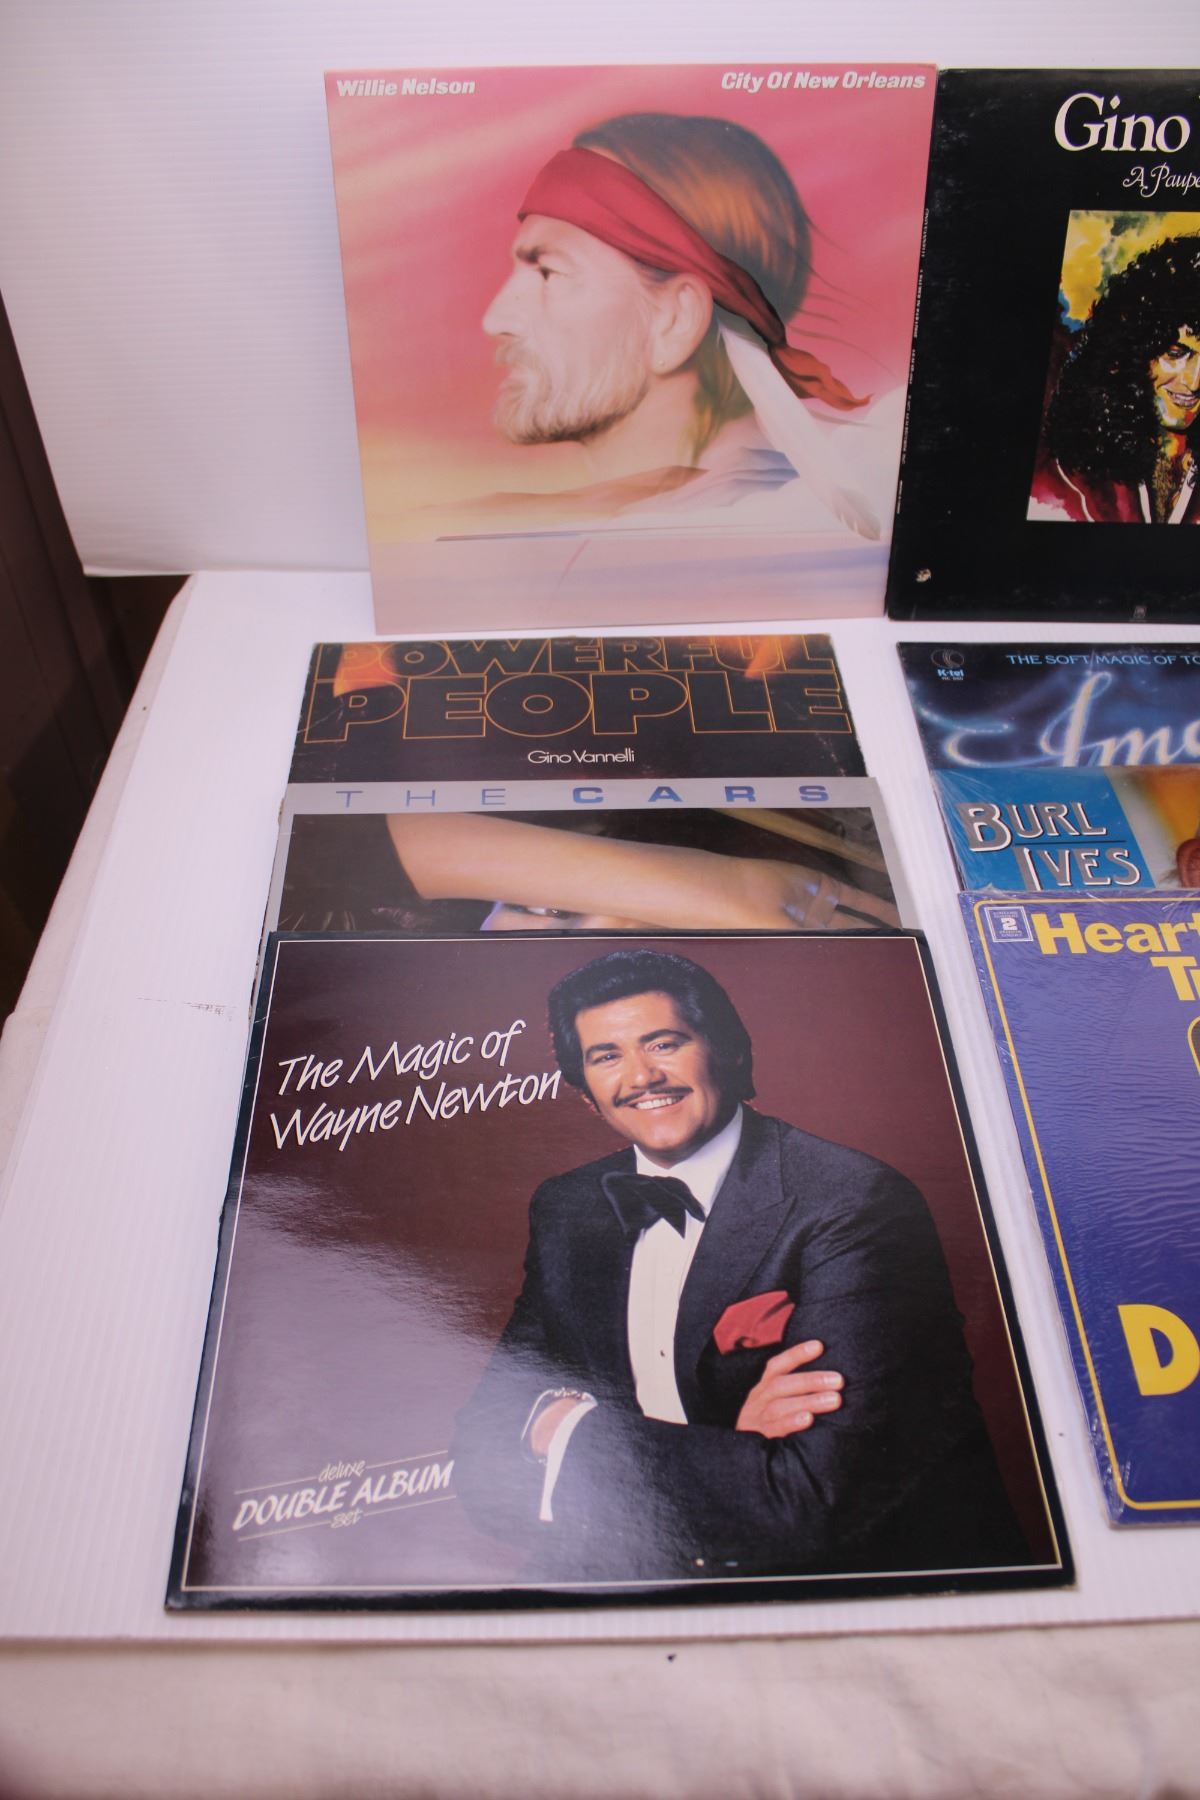 Willie Nelson
City Of New Orleans
Gino
A Paupe
POWERFUL
PEOPLE
Gino Vannelli
THE CARS
The Magic of
Wayne Newton
deluxe
DOUBLE ALBUM
set
K-tel
THE SOFT MAGIC OF TO
BURL
IVES
2
Heart
D